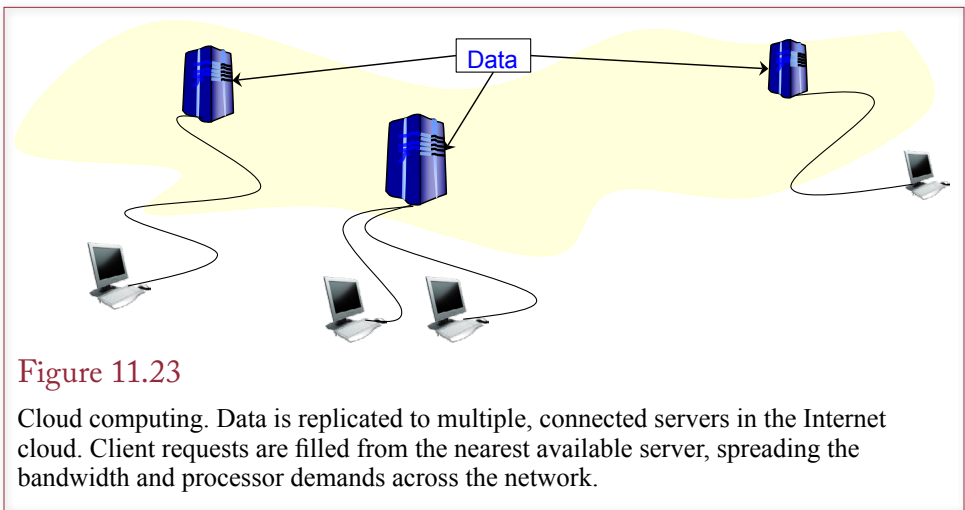 Data
Figure 11.23
Cloud computing. Data is replicated to multiple, connected servers in the Internet
cloud. Client requests are filled from the nearest available server, spreading the
bandwidth and processor demands across the network.